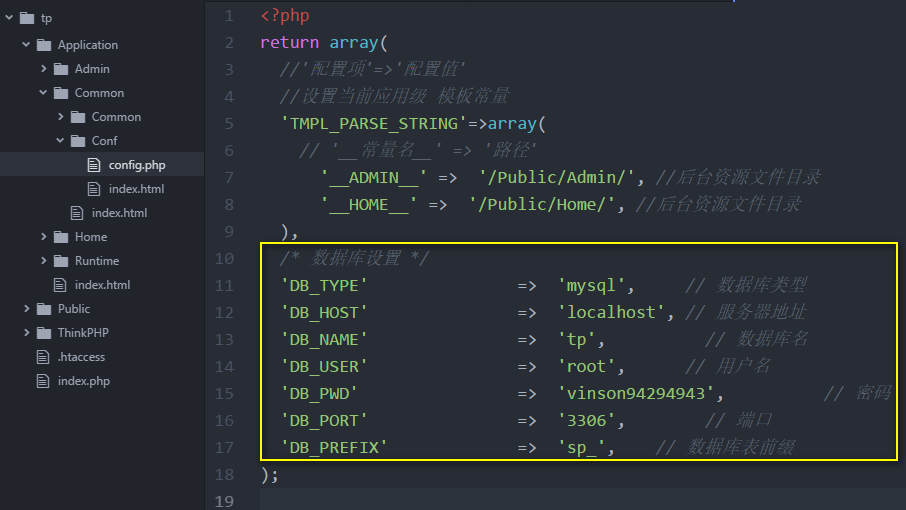 tp
Application
Admin
Common
Common
Conf
config.php
index.html
index.html
Home
Runtime
index.html
Public
ThinkPHP
.htaccess
index.php
1 <?php
2 return array(
3 //'配置项'=>'配置值'
4 //设置当前应用级 模板常量
5 'TMPL_PARSE_STRING'=>array(
6 // '__常量名__' => '路径'
7 '__ADMIN__' => '/Public/Admin/', //后台资源文件目录
8 '__HOME__' => '/Public/Home/', //后台资源文件目录
9 ),
10 /* 数据库设置 */
11 'DB_TYPE' => 'mysql', // 数据库类型
12 'DB_HOST' => 'localhost', // 服务器地址
13 'DB_NAME' => 'tp', // 数据库名
14 'DB_USER' => 'root', // 用户名
15 'DB_PWD' => 'vinson94294943', // 密码
16 'DB_PORT' => '3306', // 端口
17 'DB_PREFIX' => 'sp_', // 数据库表前缀
18 );
19